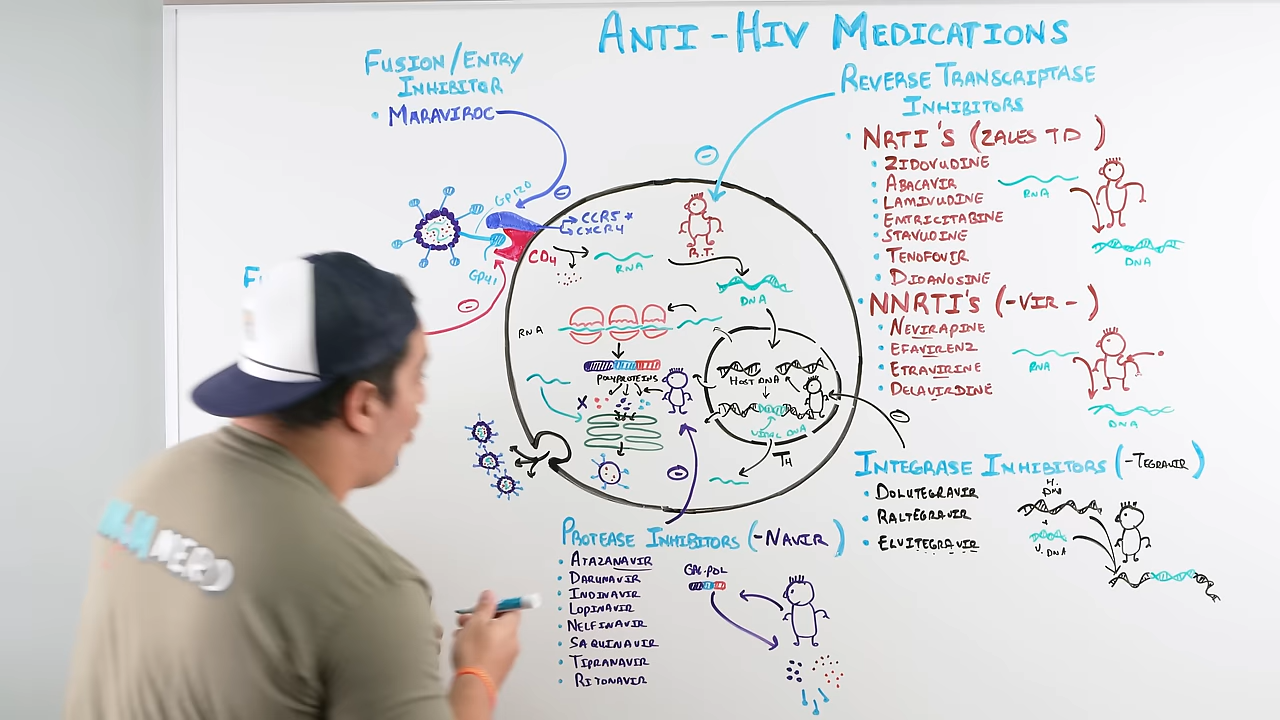 ANTI-HIV MEDICATIONS
FUSION/ENTRY
INHIBITOR
• MARAVIROC
GP120
GP41
CCR5 *
CXCR4
CD4
RNA
R.T.
DNA
RNA
POLYPROTEINS
X
HOST DNA
VIRAL DNA
REVERSE TRANSCRIPTASE
INHIBITORS
• NRTI'S (ZALES TD)
• ZIDOVUDINE
• ABACAVIR
• LAMIVUDINE
• EMTRICITABINE
• STAVUDINE
• TENOFOVIR
• DIDANOSINE
RNA
DNA
• NNRTI'S (-VIR-)
• NEVIRAPINE
• EFAVIRENZ
• ETRAVIRINE
• DELAVIRDINE
RNA
DNA
INTEGRASE INHIBITORS (-TEGRAVIR)
• DOLUTEGRAVIR
• RALTEGRAVIR
• ELVITEGRAVIR
H.
DNA
+
V. DNA
PROTEASE INHIBITORS (-NAVIR)
• ATAZANAVIR
• DARUNAVIR
• INDINAVIR
• LOPINAVIR
• NELFINAVIR
• SAQUINAVIR
• TIPRANAVIR
• RITONAVIR
GAG.POL